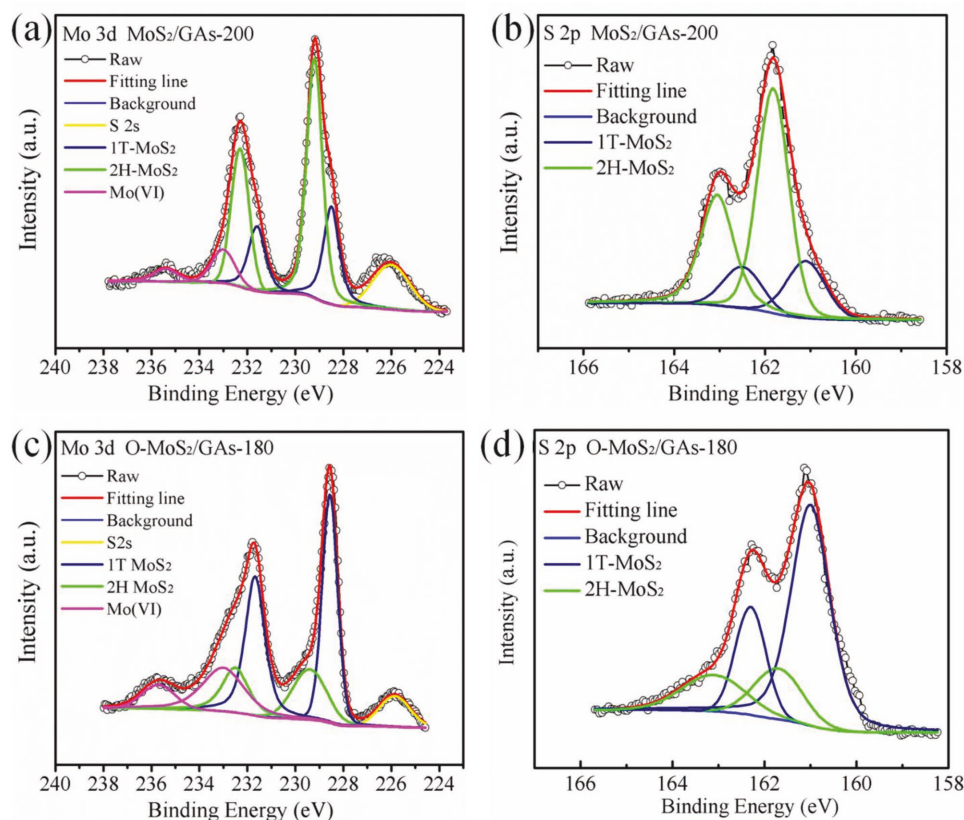 (a)
Mo 3d MoS₂/GAs-200
Raw
Fitting line
Background
S 2s
1T-MoS₂
2H-MoS₂
Mo(VI)
Intensity (a.u.)
240 238 236 234 232 230 228 226 224
Binding Energy (eV)
(b)
S 2p MoS₂/GAs-200
Raw
Fitting line
Background
1T-MoS₂
2H-MoS₂
Intensity (a.u.)
166 164 162 160 158
Binding Energy (eV)
(c)
Mo 3d O-MoS₂/GAs-180
Raw
Fitting line
Background
S2s
1T MoS₂
2H MoS₂
Mo(VI)
Intensity (a.u.)
240 238 236 234 232 230 228 226 224
Binding Energy (eV)
(d)
S 2p O-MoS₂/GAs-180
Raw
Fitting line
Background
1T-MoS₂
2H-MoS₂
Intensity (a.u.)
166 164 162 160 158
Binding Energy (eV)